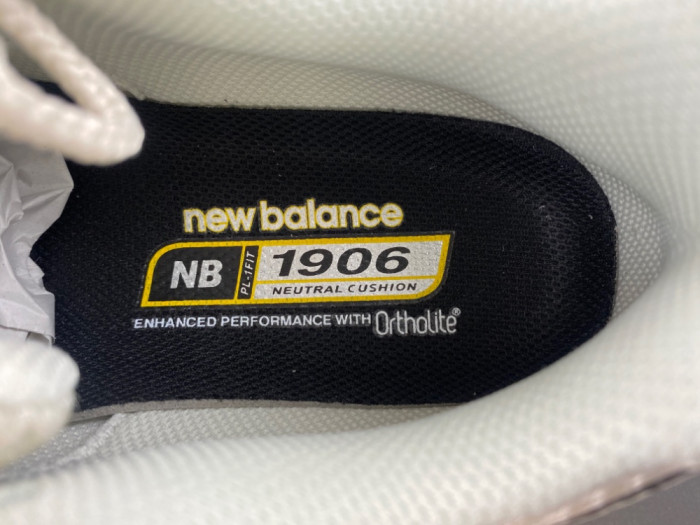 new balance
NB PL-1FIT 1906
NEUTRAL CUSHION
ENHANCED PERFORMANCE WITH OrthoLite®